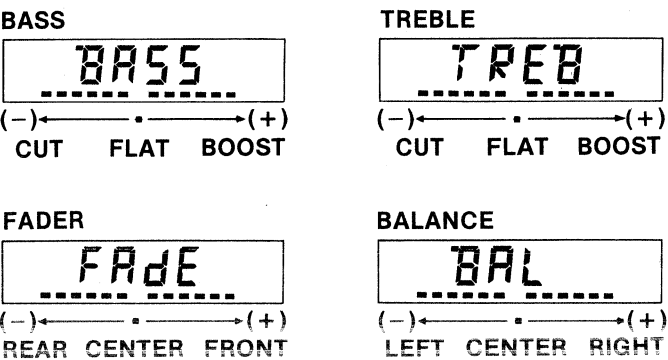 BASS
BASS
(−) (+)
CUT FLAT BOOST
TREBLE
TREB
(−) (+)
CUT FLAT BOOST
FADER
FAdE
(−) (+)
REAR CENTER FRONT
BALANCE
BAL
(−) (+)
LEFT CENTER RIGHT